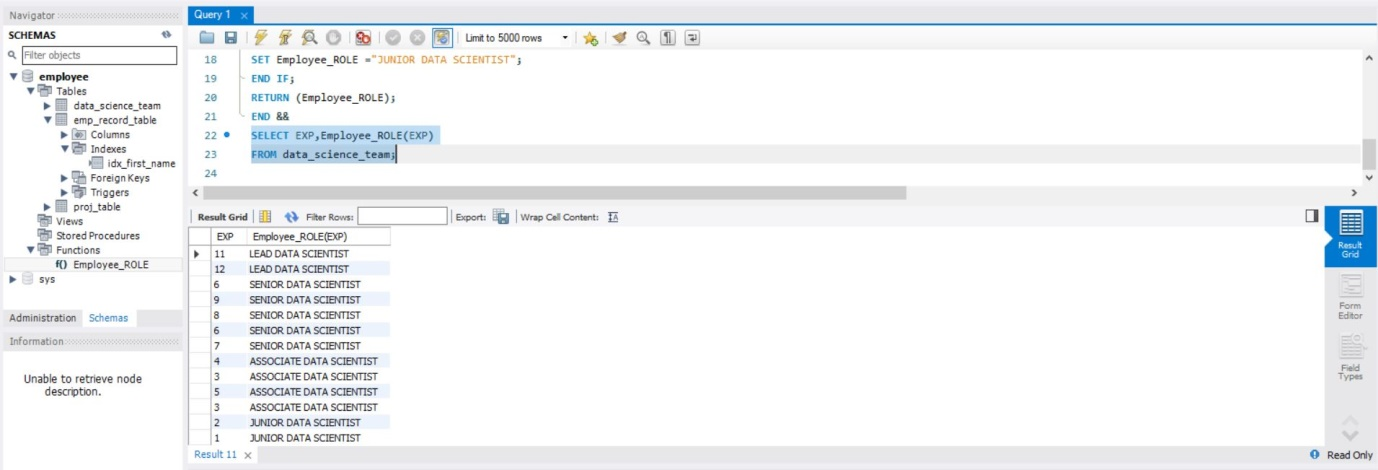 Navigator
SCHEMAS
Filter objects
employee
Tables
data_science_team
emp_record_table
Columns
Indexes
idx_first_name
Foreign Keys
Triggers
proj_table
Views
Stored Procedures
Functions
f() Employee_ROLE
sys
Administration Schemas
Information
Unable to retrieve node
description.
Query 1 ×
Limit to 5000 rows
18 SET Employee_ROLE ="JUNIOR DATA SCIENTIST";
19 END IF;
20 RETURN (Employee_ROLE);
21 END &&
22 SELECT EXP,Employee_ROLE(EXP)
23 FROM data_science_team;
24
Result Grid Filter Rows: Export: Wrap Cell Content: IA
EXP Employee_ROLE(EXP)
11 LEAD DATA SCIENTIST
12 LEAD DATA SCIENTIST
6 SENIOR DATA SCIENTIST
9 SENIOR DATA SCIENTIST
8 SENIOR DATA SCIENTIST
6 SENIOR DATA SCIENTIST
7 SENIOR DATA SCIENTIST
4 ASSOCIATE DATA SCIENTIST
3 ASSOCIATE DATA SCIENTIST
5 ASSOCIATE DATA SCIENTIST
3 ASSOCIATE DATA SCIENTIST
2 JUNIOR DATA SCIENTIST
1 JUNIOR DATA SCIENTIST
Result 11 ×
Result
Grid
Form
Editor
Field
Types
Read Only